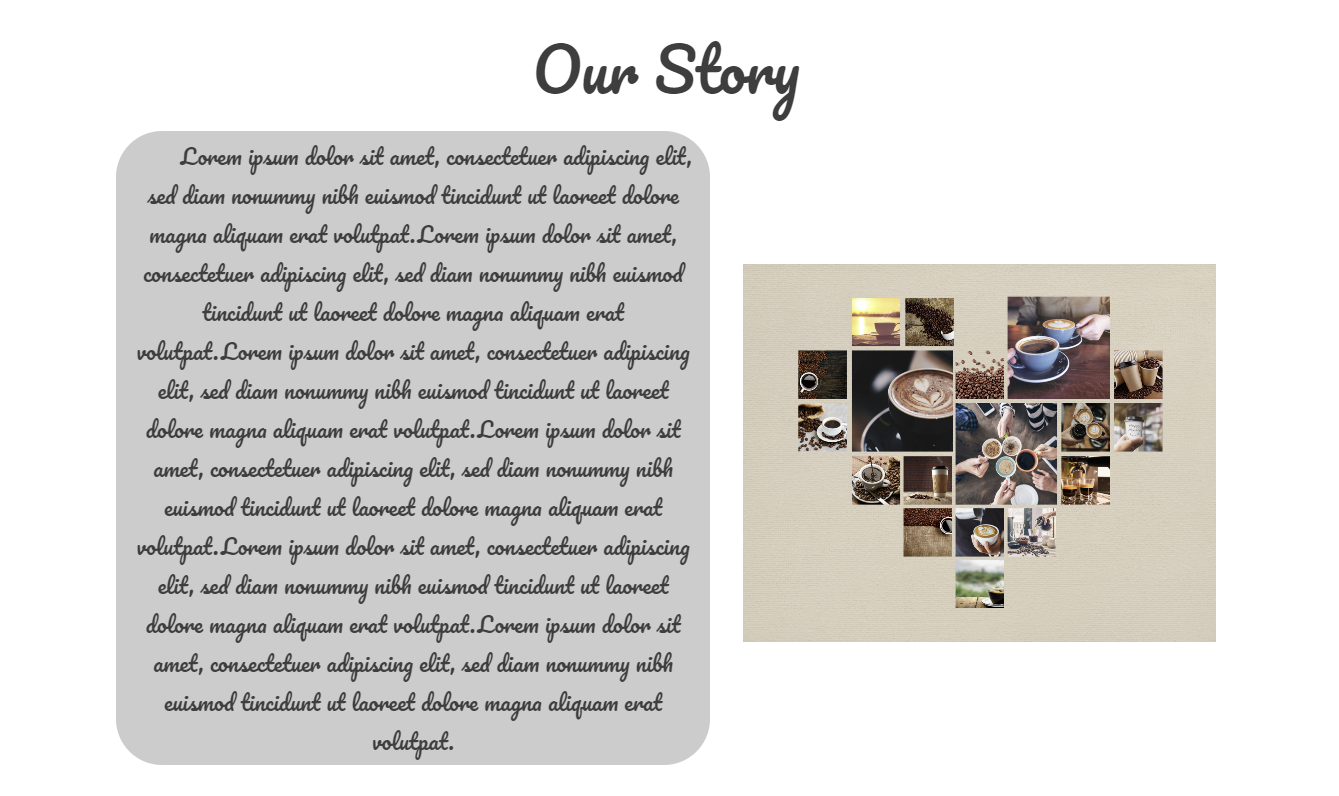 Our Story
Lorem ipsum dolor sit amet, consectetuer adipiscing elit,
sed diam nonummy nibh euismod tincidunt ut laoreet dolore
magna aliquam erat volutpat.Lorem ipsum dolor sit amet,
consectetuer adipiscing elit, sed diam nonummy nibh euismod
tincidunt ut laoreet dolore magna aliquam erat
volutpat.Lorem ipsum dolor sit amet, consectetuer adipiscing
elit, sed diam nonummy nibh euismod tincidunt ut laoreet
dolore magna aliquam erat volutpat.Lorem ipsum dolor sit
amet, consectetuer adipiscing elit, sed diam nonummy nibh
euismod tincidunt ut laoreet dolore magna aliquam erat
volutpat.Lorem ipsum dolor sit amet, consectetuer adipiscing
elit, sed diam nonummy nibh euismod tincidunt ut laoreet
dolore magna aliquam erat volutpat.Lorem ipsum dolor sit
amet, consectetuer adipiscing elit, sed diam nonummy nibh
euismod tincidunt ut laoreet dolore magna aliquam erat
volutpat.